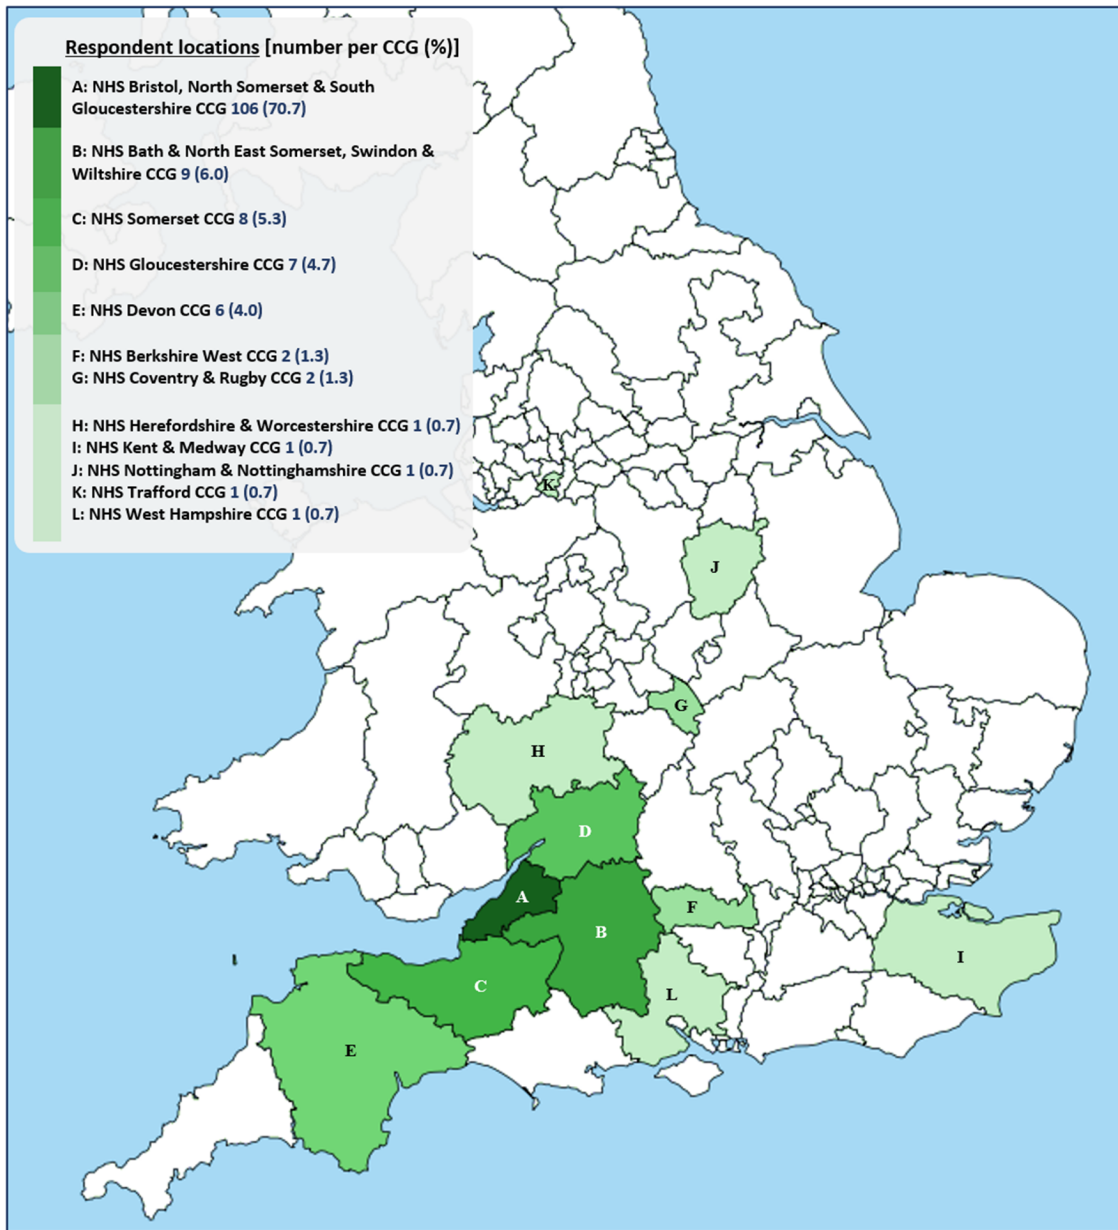 Respondent locations [number per CCG (%)]
A: NHS Bristol, North Somerset & South
Gloucestershire CCG 106 (70.7)
B: NHS Bath & North East Somerset, Swindon &
Wiltshire CCG 9 (6.0)
C: NHS Somerset CCG 8 (5.3)
D: NHS Gloucestershire CCG 7 (4.7)
E: NHS Devon CCG 6 (4.0)
F: NHS Berkshire West CCG 2 (1.3)
G: NHS Coventry & Rugby CCG 2 (1.3)
H: NHS Herefordshire & Worcestershire CCG 1 (0.7)
I: NHS Kent & Medway CCG 1 (0.7)
J: NHS Nottingham & Nottinghamshire CCG 1 (0.7)
K: NHS Trafford CCG 1 (0.7)
L: NHS West Hampshire CCG 1 (0.7)
K
J
G
H
D
A
F
B
I
C
L
E